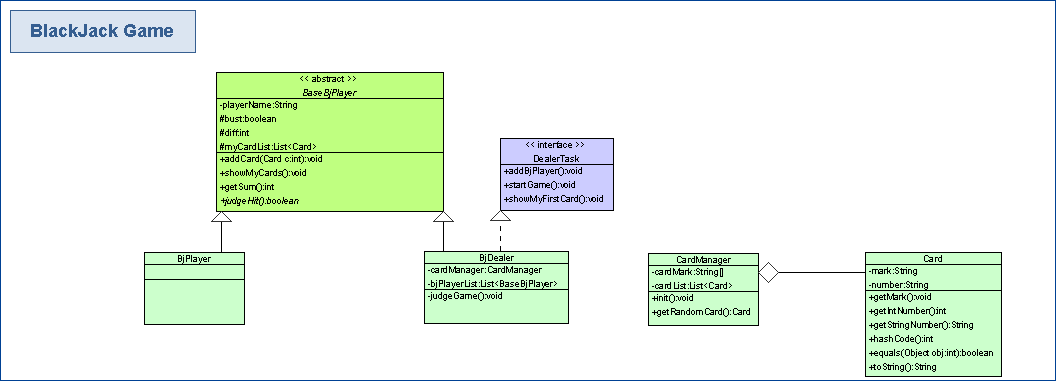 BlackJack Game
<< abstract >>
BaseBjPlayer
-playerName:String
#bust:boolean
#diff:int
#myCardList:List<Card>
+addCard(Card c:int):void
+showMyCards():void
+getSum():int
+judgeHit():boolean
<< interface >>
DealerTask
+addBjPlayer():void
+startGame():void
+showMyFirstCard():void
BjPlayer
BjDealer
-cardManager:CardManager
-bjPlayerList:List<BaseBjPlayer>
-judgeGame():void
CardManager
-cardMark:String[]
-cardList:List<Card>
+init():void
+getRandomCard():Card
Card
-mark:String
-number:String
+getMark():void
+getIntNumber():int
+getStringNumber():String
+hashCode():int
+equals(Object obj:int):boolean
+toString():String